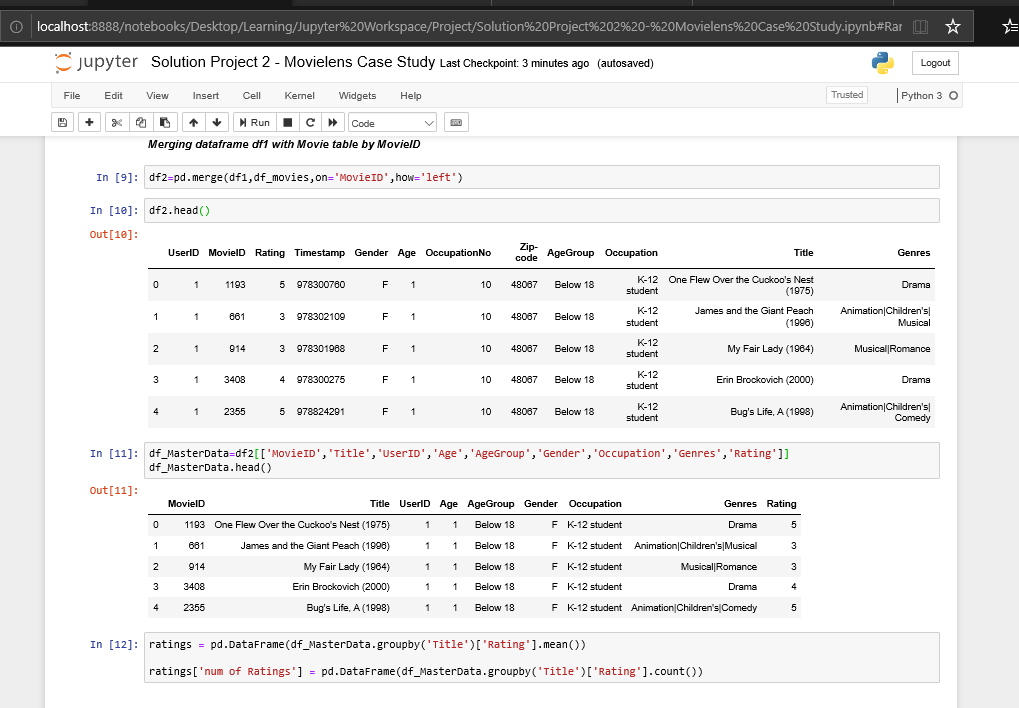 localhost:8888/notebooks/Desktop/Learning/Jupyter%20Workspace/Project/Solution%20Project%202%20-%20Movielens%20Case%20Study.ipynb#Rar
jupyter Solution Project 2 - Movielens Case Study Last Checkpoint: 3 minutes ago (autosaved) Logout
File Edit View Insert Cell Kernel Widgets Help Trusted Python 3
Run Code
Merging dataframe df1 with Movie table by MovieID
In [9]: df2=pd.merge(df1,df_movies,on='MovieID',how='left')
In [10]: df2.head()
Out[10]:
UserID MovieID Rating Timestamp Gender Age OccupationNo Zip-code AgeGroup Occupation Title Genres
0 1 1193 5 978300760 F 1 10 48067 Below 18 K-12 student One Flew Over the Cuckoo's Nest (1975) Drama
1 1 661 3 978302109 F 1 10 48067 Below 18 K-12 student James and the Giant Peach (1996) Animation|Children's|Musical
2 1 914 3 978301968 F 1 10 48067 Below 18 K-12 student My Fair Lady (1964) Musical|Romance
3 1 3408 4 978300275 F 1 10 48067 Below 18 K-12 student Erin Brockovich (2000) Drama
4 1 2355 5 978824291 F 1 10 48067 Below 18 K-12 student Bug's Life, A (1998) Animation|Children's|Comedy
In [11]: df_MasterData=df2[['MovieID','Title','UserID','Age','AgeGroup','Gender','Occupation','Genres','Rating']]
df_MasterData.head()
Out[11]:
MovieID Title UserID Age AgeGroup Gender Occupation Genres Rating
0 1193 One Flew Over the Cuckoo's Nest (1975) 1 1 Below 18 F K-12 student Drama 5
1 661 James and the Giant Peach (1996) 1 1 Below 18 F K-12 student Animation|Children's|Musical 3
2 914 My Fair Lady (1964) 1 1 Below 18 F K-12 student Musical|Romance 3
3 3408 Erin Brockovich (2000) 1 1 Below 18 F K-12 student Drama 4
4 2355 Bug's Life, A (1998) 1 1 Below 18 F K-12 student Animation|Children's|Comedy 5
In [12]: ratings = pd.DataFrame(df_MasterData.groupby('Title')['Rating'].mean())
ratings['num of Ratings'] = pd.DataFrame(df_MasterData.groupby('Title')['Rating'].count())